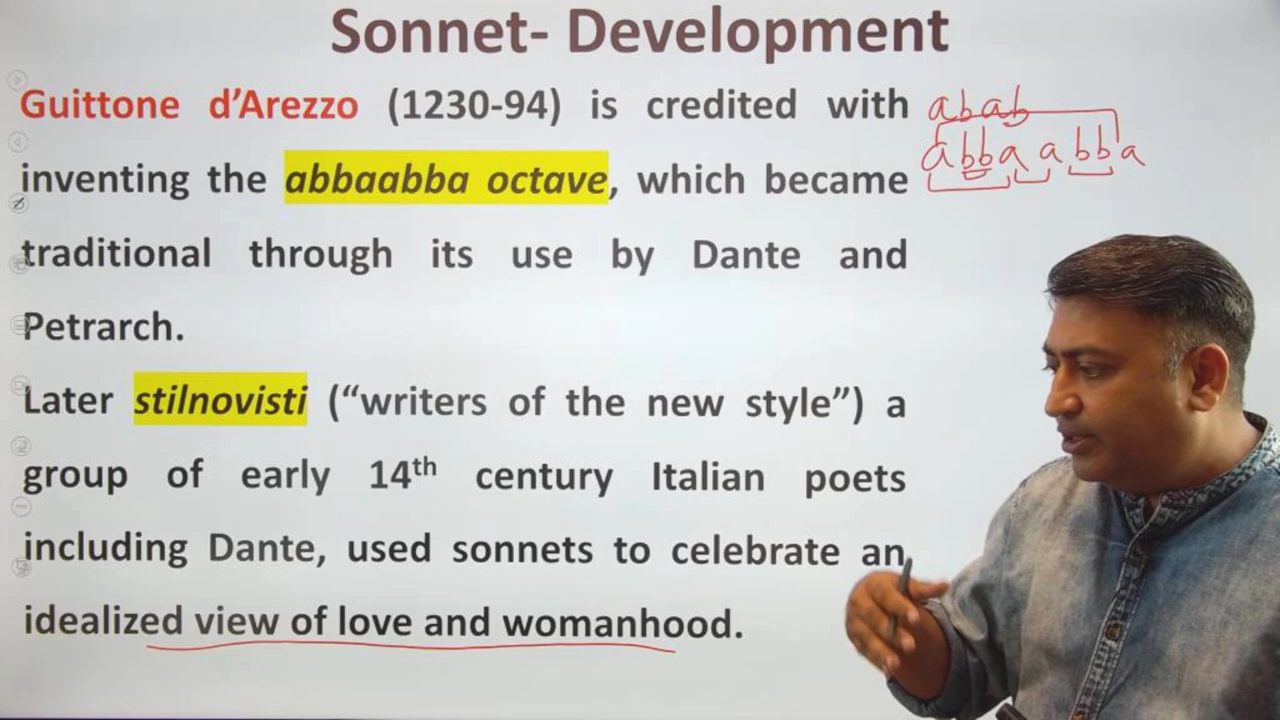 Sonnet- Development
Guittone d’Arezzo (1230-94) is credited with
inventing the abbaabba octave, which became
traditional through its use by Dante and
Petrarch.
Later stilnovisti (“writers of the new style”) a
group of early 14th century Italian poets
including Dante, used sonnets to celebrate an
idealized view of love and womanhood.
abab
abba abba